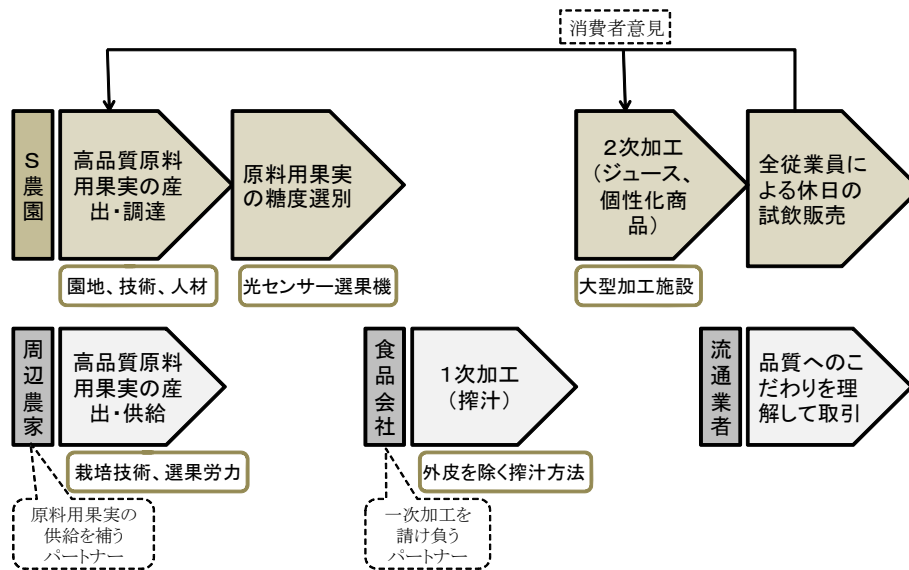 消費者意見
S農園
高品質原料
用果実の産
出・調達
原料用果実
の糖度選別
２次加工
（ジュース、
個性化商
品）
全従業員
による休日の
試飲販売
園地、技術、人材
光センサー選果機
大型加工施設
周辺農家
高品質原料
用果実の産
出・供給
食品会社
１次加工
（搾汁）
流通業者
品質へのこ
だわりを理
解して取引
栽培技術、選果労力
外皮を除く搾汁方法
原料用果実の
供給を補う
パートナー
一次加工を
請け負う
パートナー